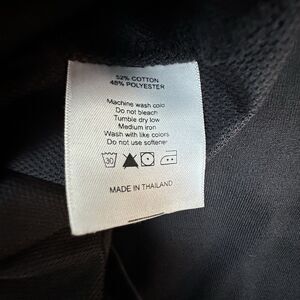 52% COTTON
48% POLYESTER
Machine wash cold
Do not bleach
Tumble dry low
Medium iron
Wash with like colors
Do not use softener
30
MADE IN THAILAND